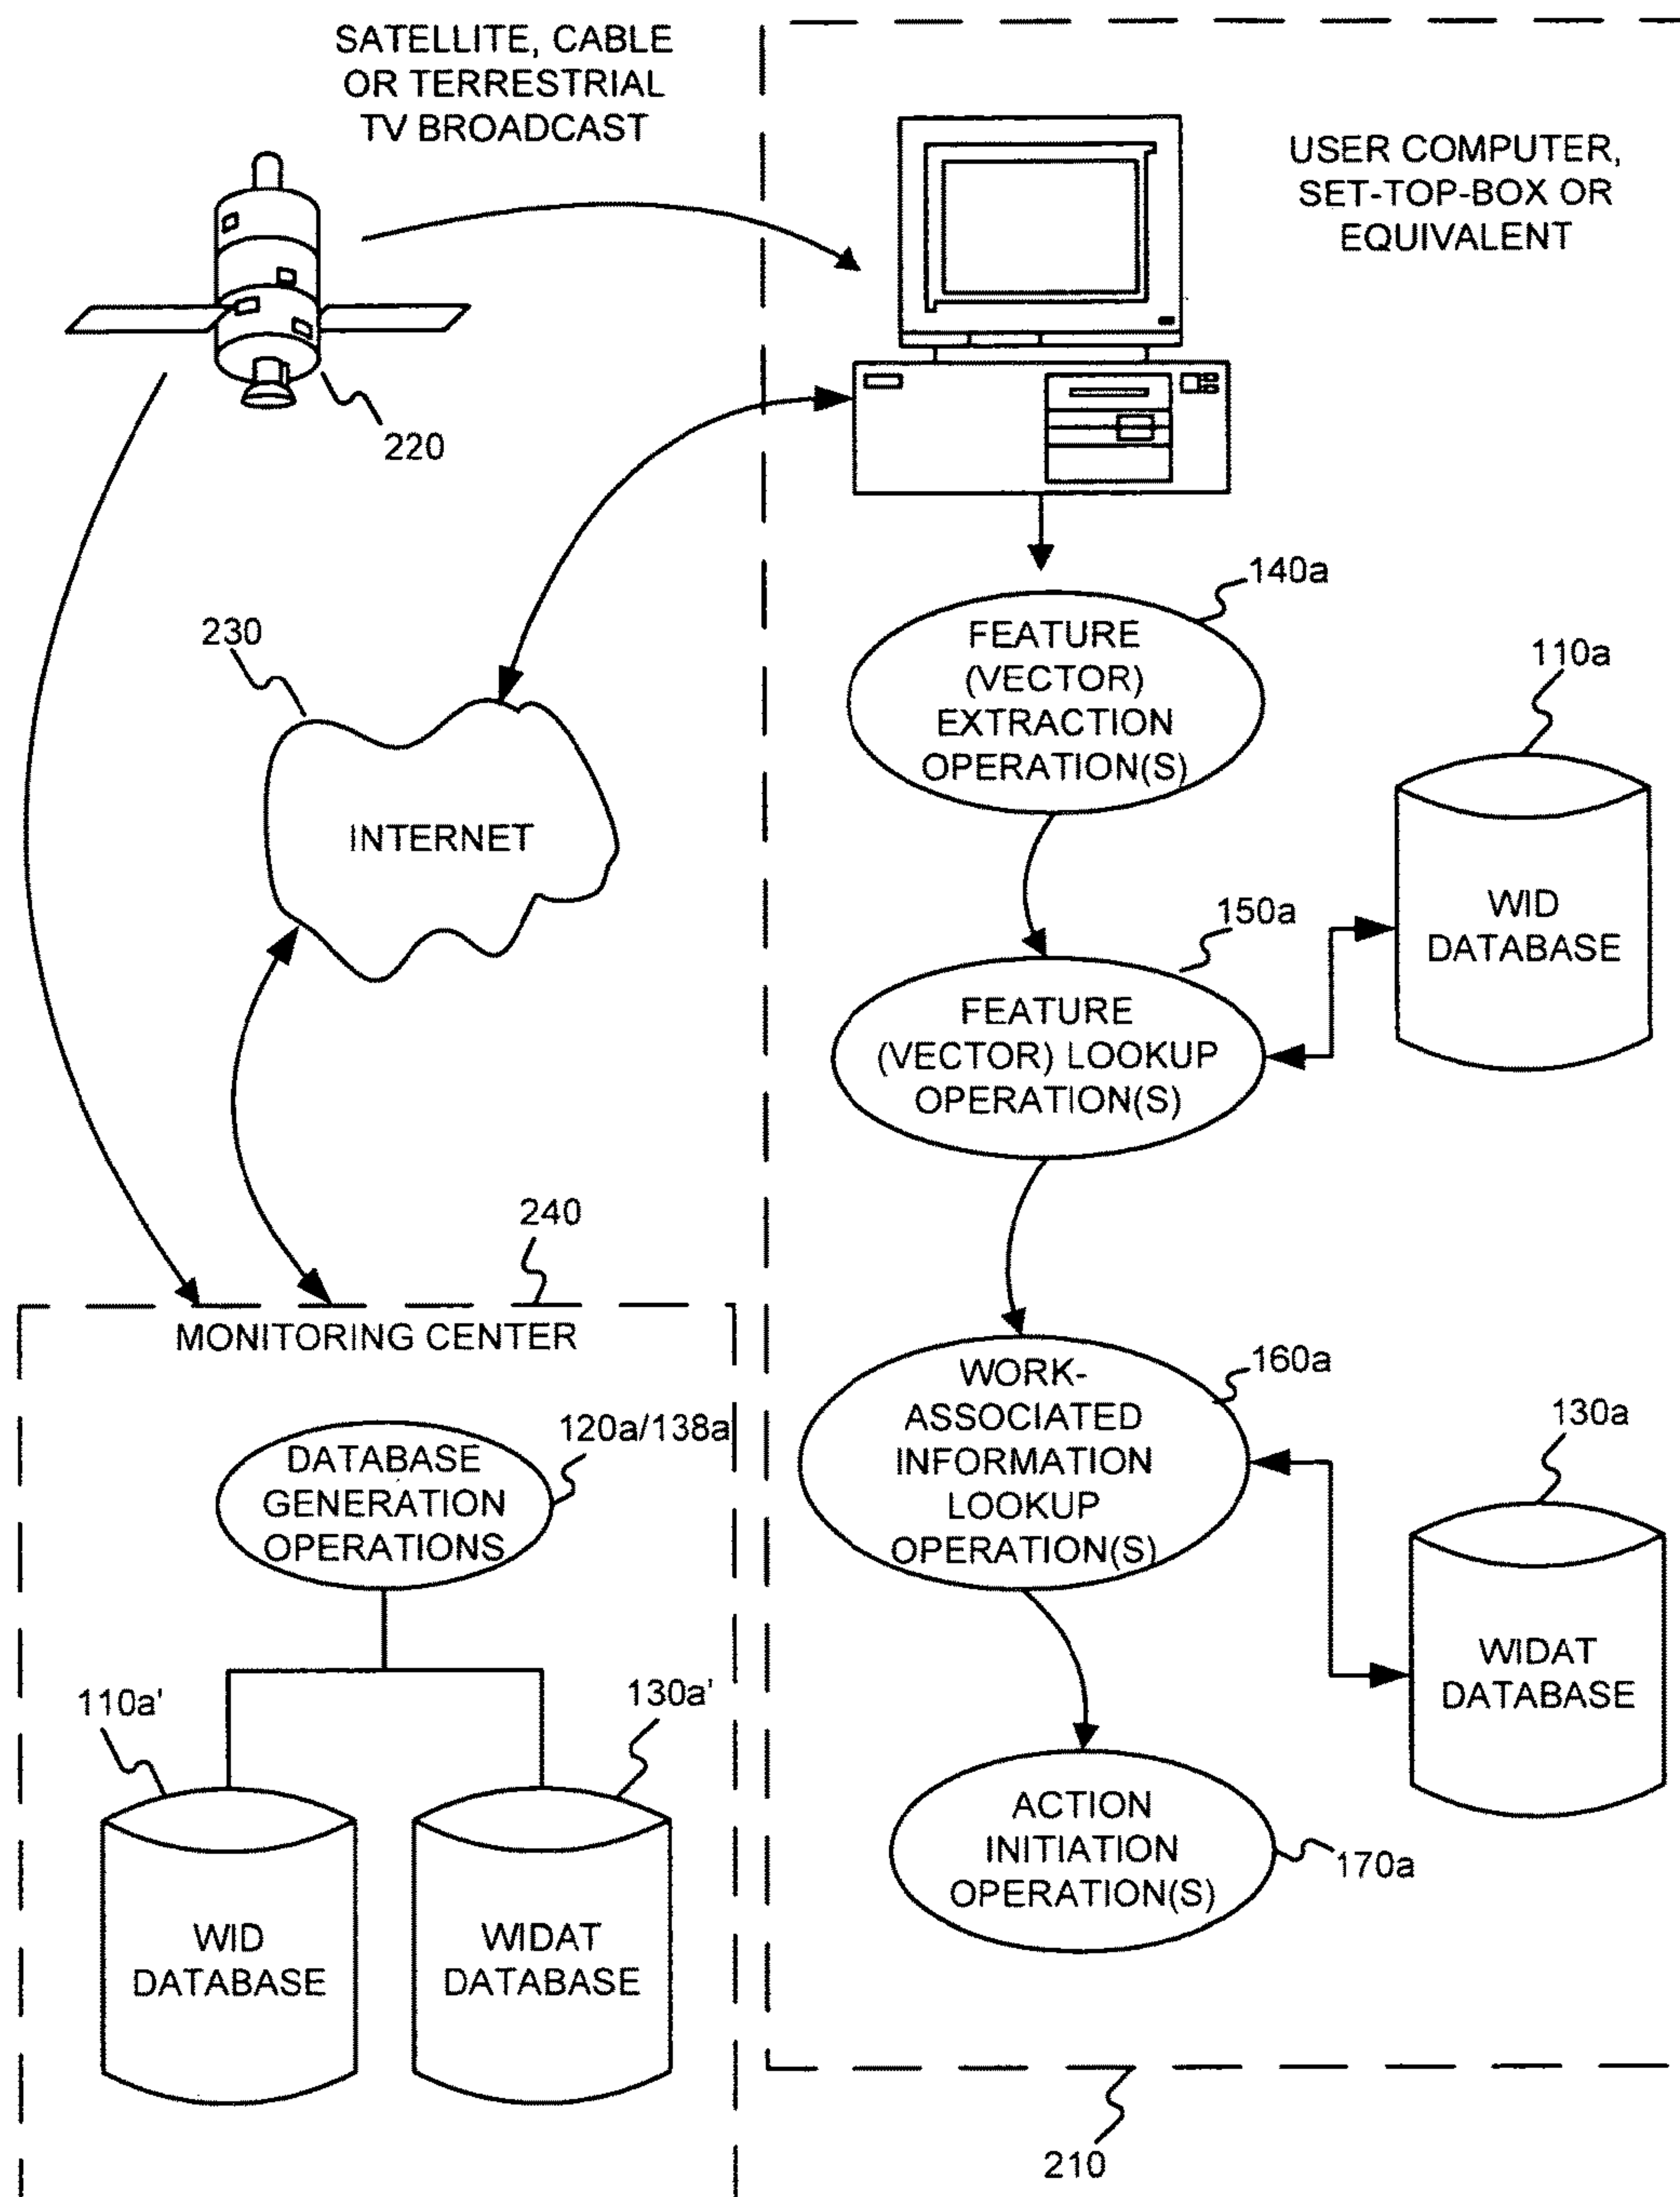 SATELLITE, CABLE
OR TERRESTRIAL
TV BROADCAST
USER COMPUTER,
SET-TOP-BOX OR
EQUIVALENT
220
140a
FEATURE
(VECTOR)
EXTRACTION
OPERATION(S)
230
INTERNET
110a
WID
DATABASE
150a
FEATURE
(VECTOR) LOOKUP
OPERATION(S)
240
MONITORING CENTER
160a
WORK-
ASSOCIATED
INFORMATION
LOOKUP
OPERATION(S)
120a/138a
DATABASE
GENERATION
OPERATIONS
130a
WIDAT
DATABASE
110a'
130a'
WID
DATABASE
WIDAT
DATABASE
ACTION
INITIATION
OPERATION(S)
170a
210